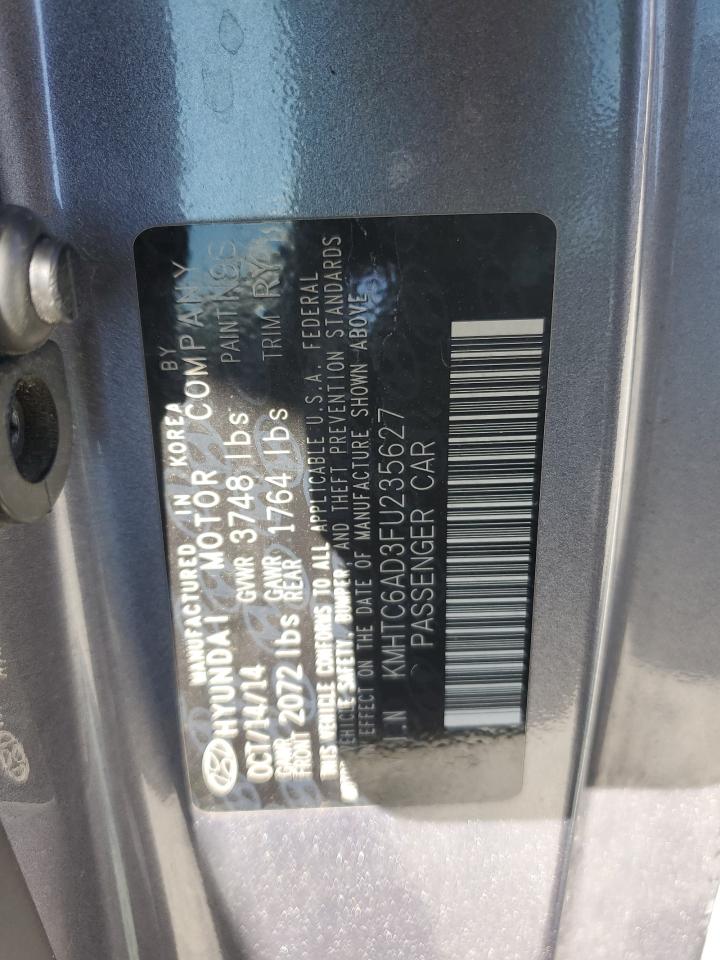 MANUFACTURED IN KOREA BY
HYUNDAI MOTOR COMPANY
OCT/14/14 GVWR 3748 lbs PAINT
GAWR FRONT 2072 lbs GAWR REAR 1764 lbs TRIM
THIS VEHICLE CONFORMS TO ALL APPLICABLE U.S.A. FEDERAL
VEHICLE SAFETY, BUMPER, AND THEFT PREVENTION STANDARDS
EFFECT ON THE DATE OF MANUFACTURE SHOWN ABOVE.
KMHTC6AD3FU235627
PASSENGER CAR